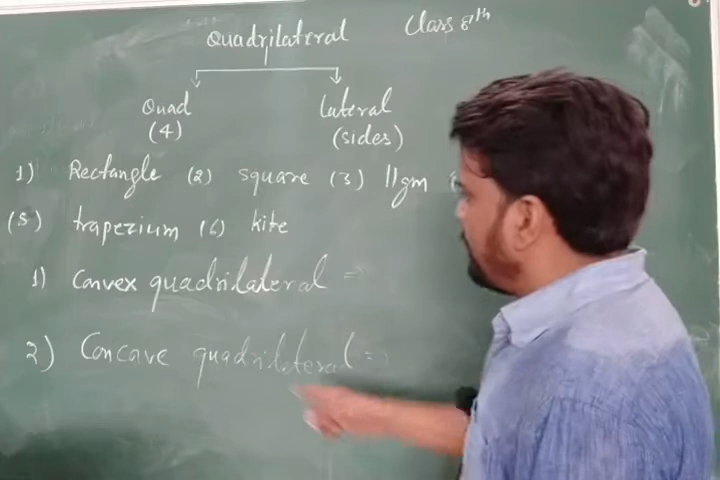 Quadrilateral Class 8th
Quad Lateral
(4) (sides)
1) Rectangle (2) square (3) ||gm
(5) trapezium (6) kite
1) Convex quadrilateral =>
2) Concave quadrilateral =>